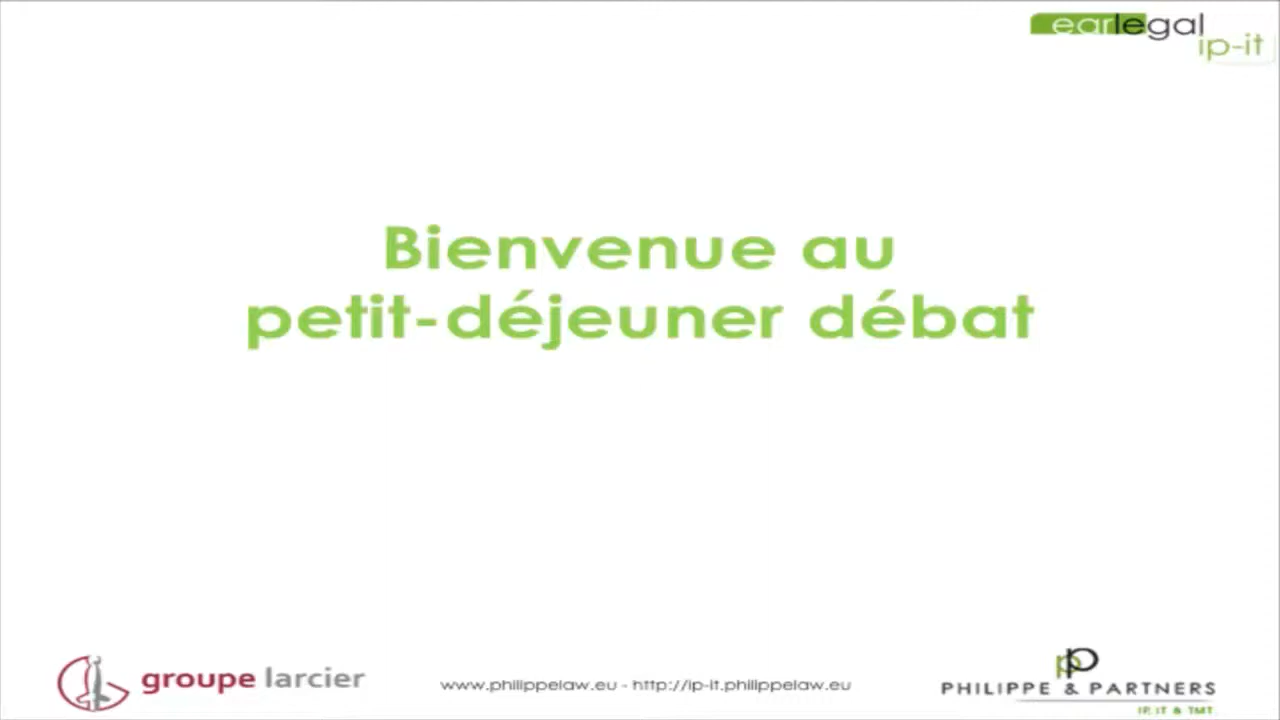 earlegal
ip-it
Bienvenue au
petit-déjeuner débat
groupe larcier
www.philippelaw.eu - http://ip-it.philippelaw.eu
PP
PHILIPPE & PARTNERS
IP, IT & TMT